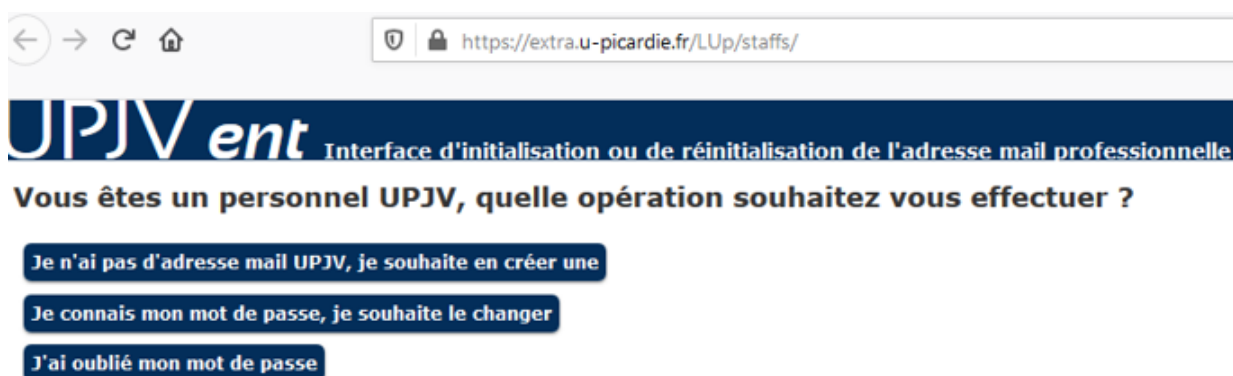 https://extra.u-picardie.fr/LUp/staffs/
UPJV ent Interface d'initialisation ou de réinitialisation de l'adresse mail professionnelle
Vous êtes un personnel UPJV, quelle opération souhaitez vous effectuer ?
Je n'ai pas d'adresse mail UPJV, je souhaite en créer une
Je connais mon mot de passe, je souhaite le changer
J'ai oublié mon mot de passe